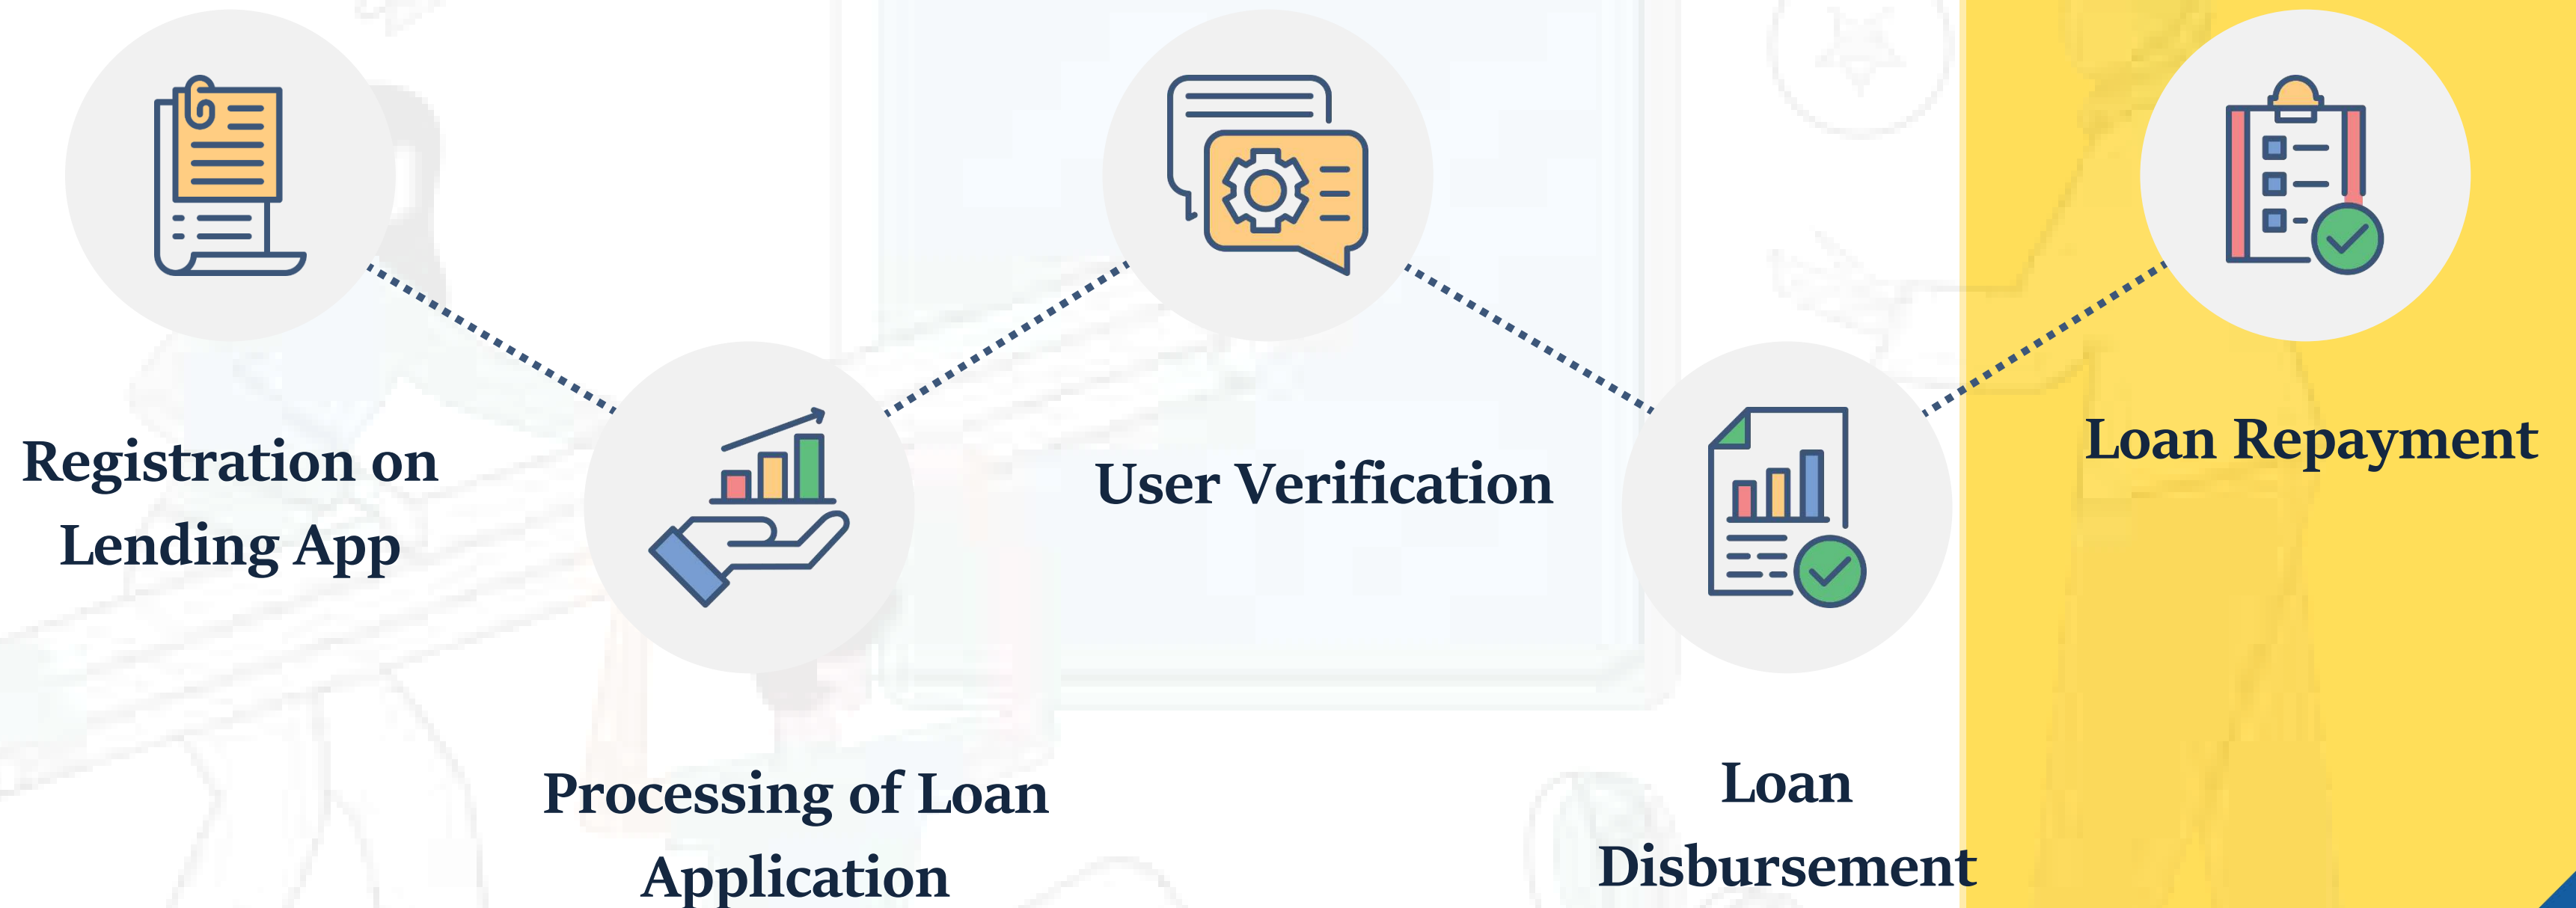 Registration on
Lending App
Processing of Loan
Application
User Verification
Loan
Disbursement
Loan Repayment